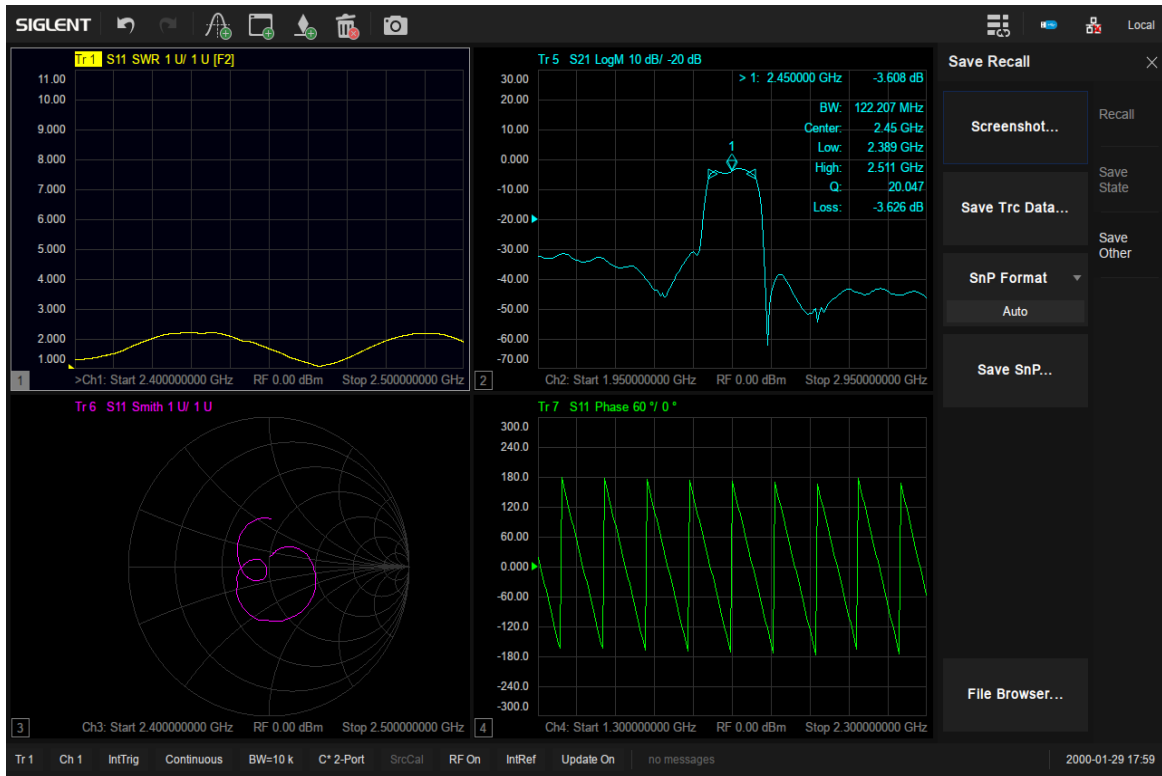 SIGLENT
Local
Tr 1 S11 SWR 1 U/ 1 U [F2]
11.00
10.00
9.000
8.000
7.000
6.000
5.000
4.000
3.000
2.000
1.000
1
>Ch1: Start 2.400000000 GHz RF 0.00 dBm Stop 2.500000000 GHz
Tr 5 S21 LogM 10 dB/ -20 dB
30.00
20.00
10.00
0.000
-10.00
-20.00
-30.00
-40.00
-50.00
-60.00
-70.00
> 1: 2.450000 GHz -3.608 dB
BW: 122.207 MHz
Center: 2.45 GHz
Low: 2.389 GHz
High: 2.511 GHz
Q: 20.047
Loss: -3.626 dB
1
2
Ch2: Start 1.950000000 GHz RF 0.00 dBm Stop 2.950000000 GHz
Tr 6 S11 Smith 1 U/ 1 U
3
Ch3: Start 2.400000000 GHz RF 0.00 dBm Stop 2.500000000 GHz
Tr 7 S11 Phase 60 °/ 0 °
300.0
240.0
180.0
120.0
60.00
0.000
-60.00
-120.0
-180.0
-240.0
-300.0
4
Ch4: Start 1.300000000 GHz RF 0.00 dBm Stop 2.300000000 GHz
Save Recall
Screenshot...
Save Trc Data...
SnP Format
Auto
Save SnP...
File Browser...
Recall
Save
State
Save
Other
Tr 1 Ch 1 IntTrig Continuous BW=10 k C* 2-Port SrcCal RF On IntRef Update On no messages 2000-01-29 17:59